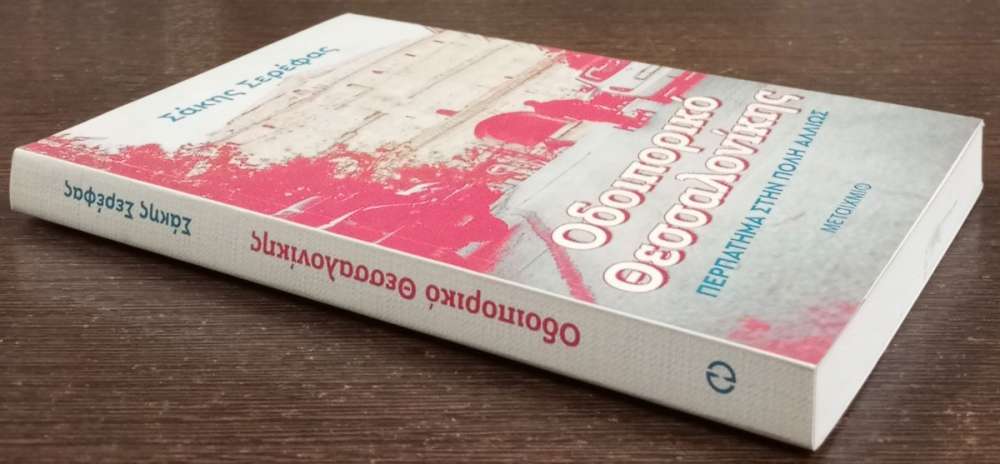 Σάκης Σερέφας
Οδοιπορικό
Θεσσαλονίκης
ΠΕΡΠΑΤΗΜΑ ΣΤΗΝ ΠΟΛΗ ΑΛΛΙΩΣ
ΜΕΤΑΙΧΜΙΟ
Σάκης Σερέφας
Οδοιπορικό Θεσσαλονίκης